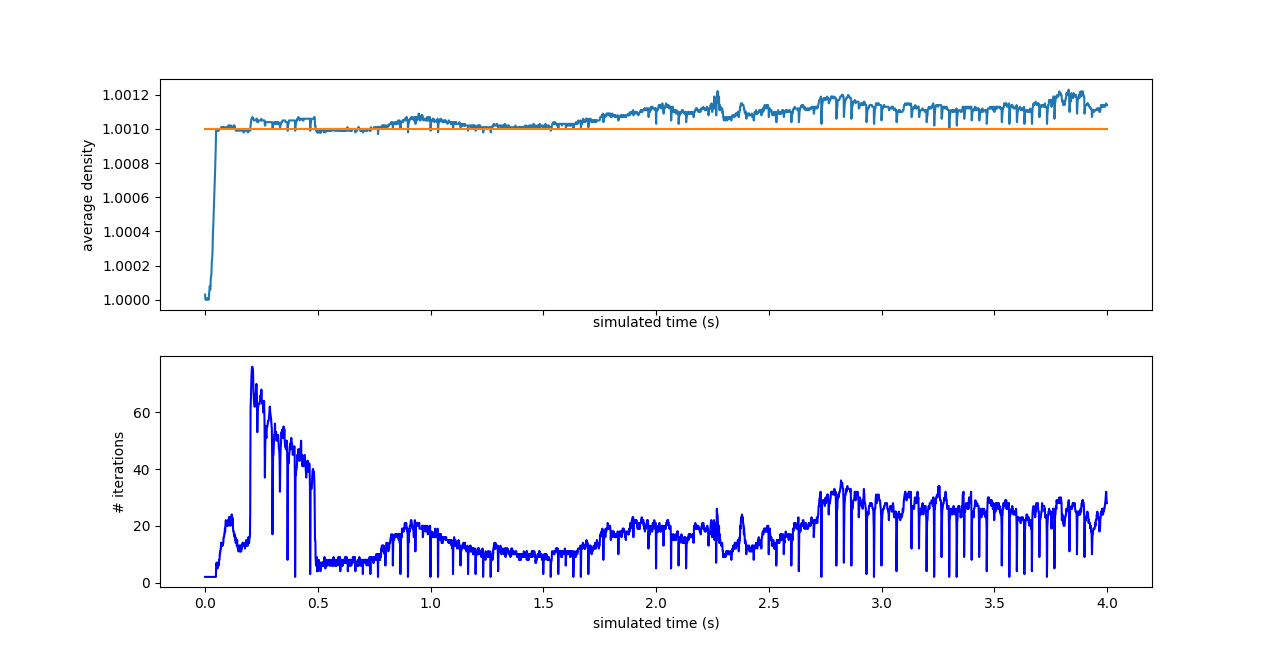 1.0012
1.0010
1.0008
1.0006
1.0004
1.0002
1.0000
average density
simulated time (s)
60
40
20
0
# iterations
0.0 0.5 1.0 1.5 2.0 2.5 3.0 3.5 4.0
simulated time (s)